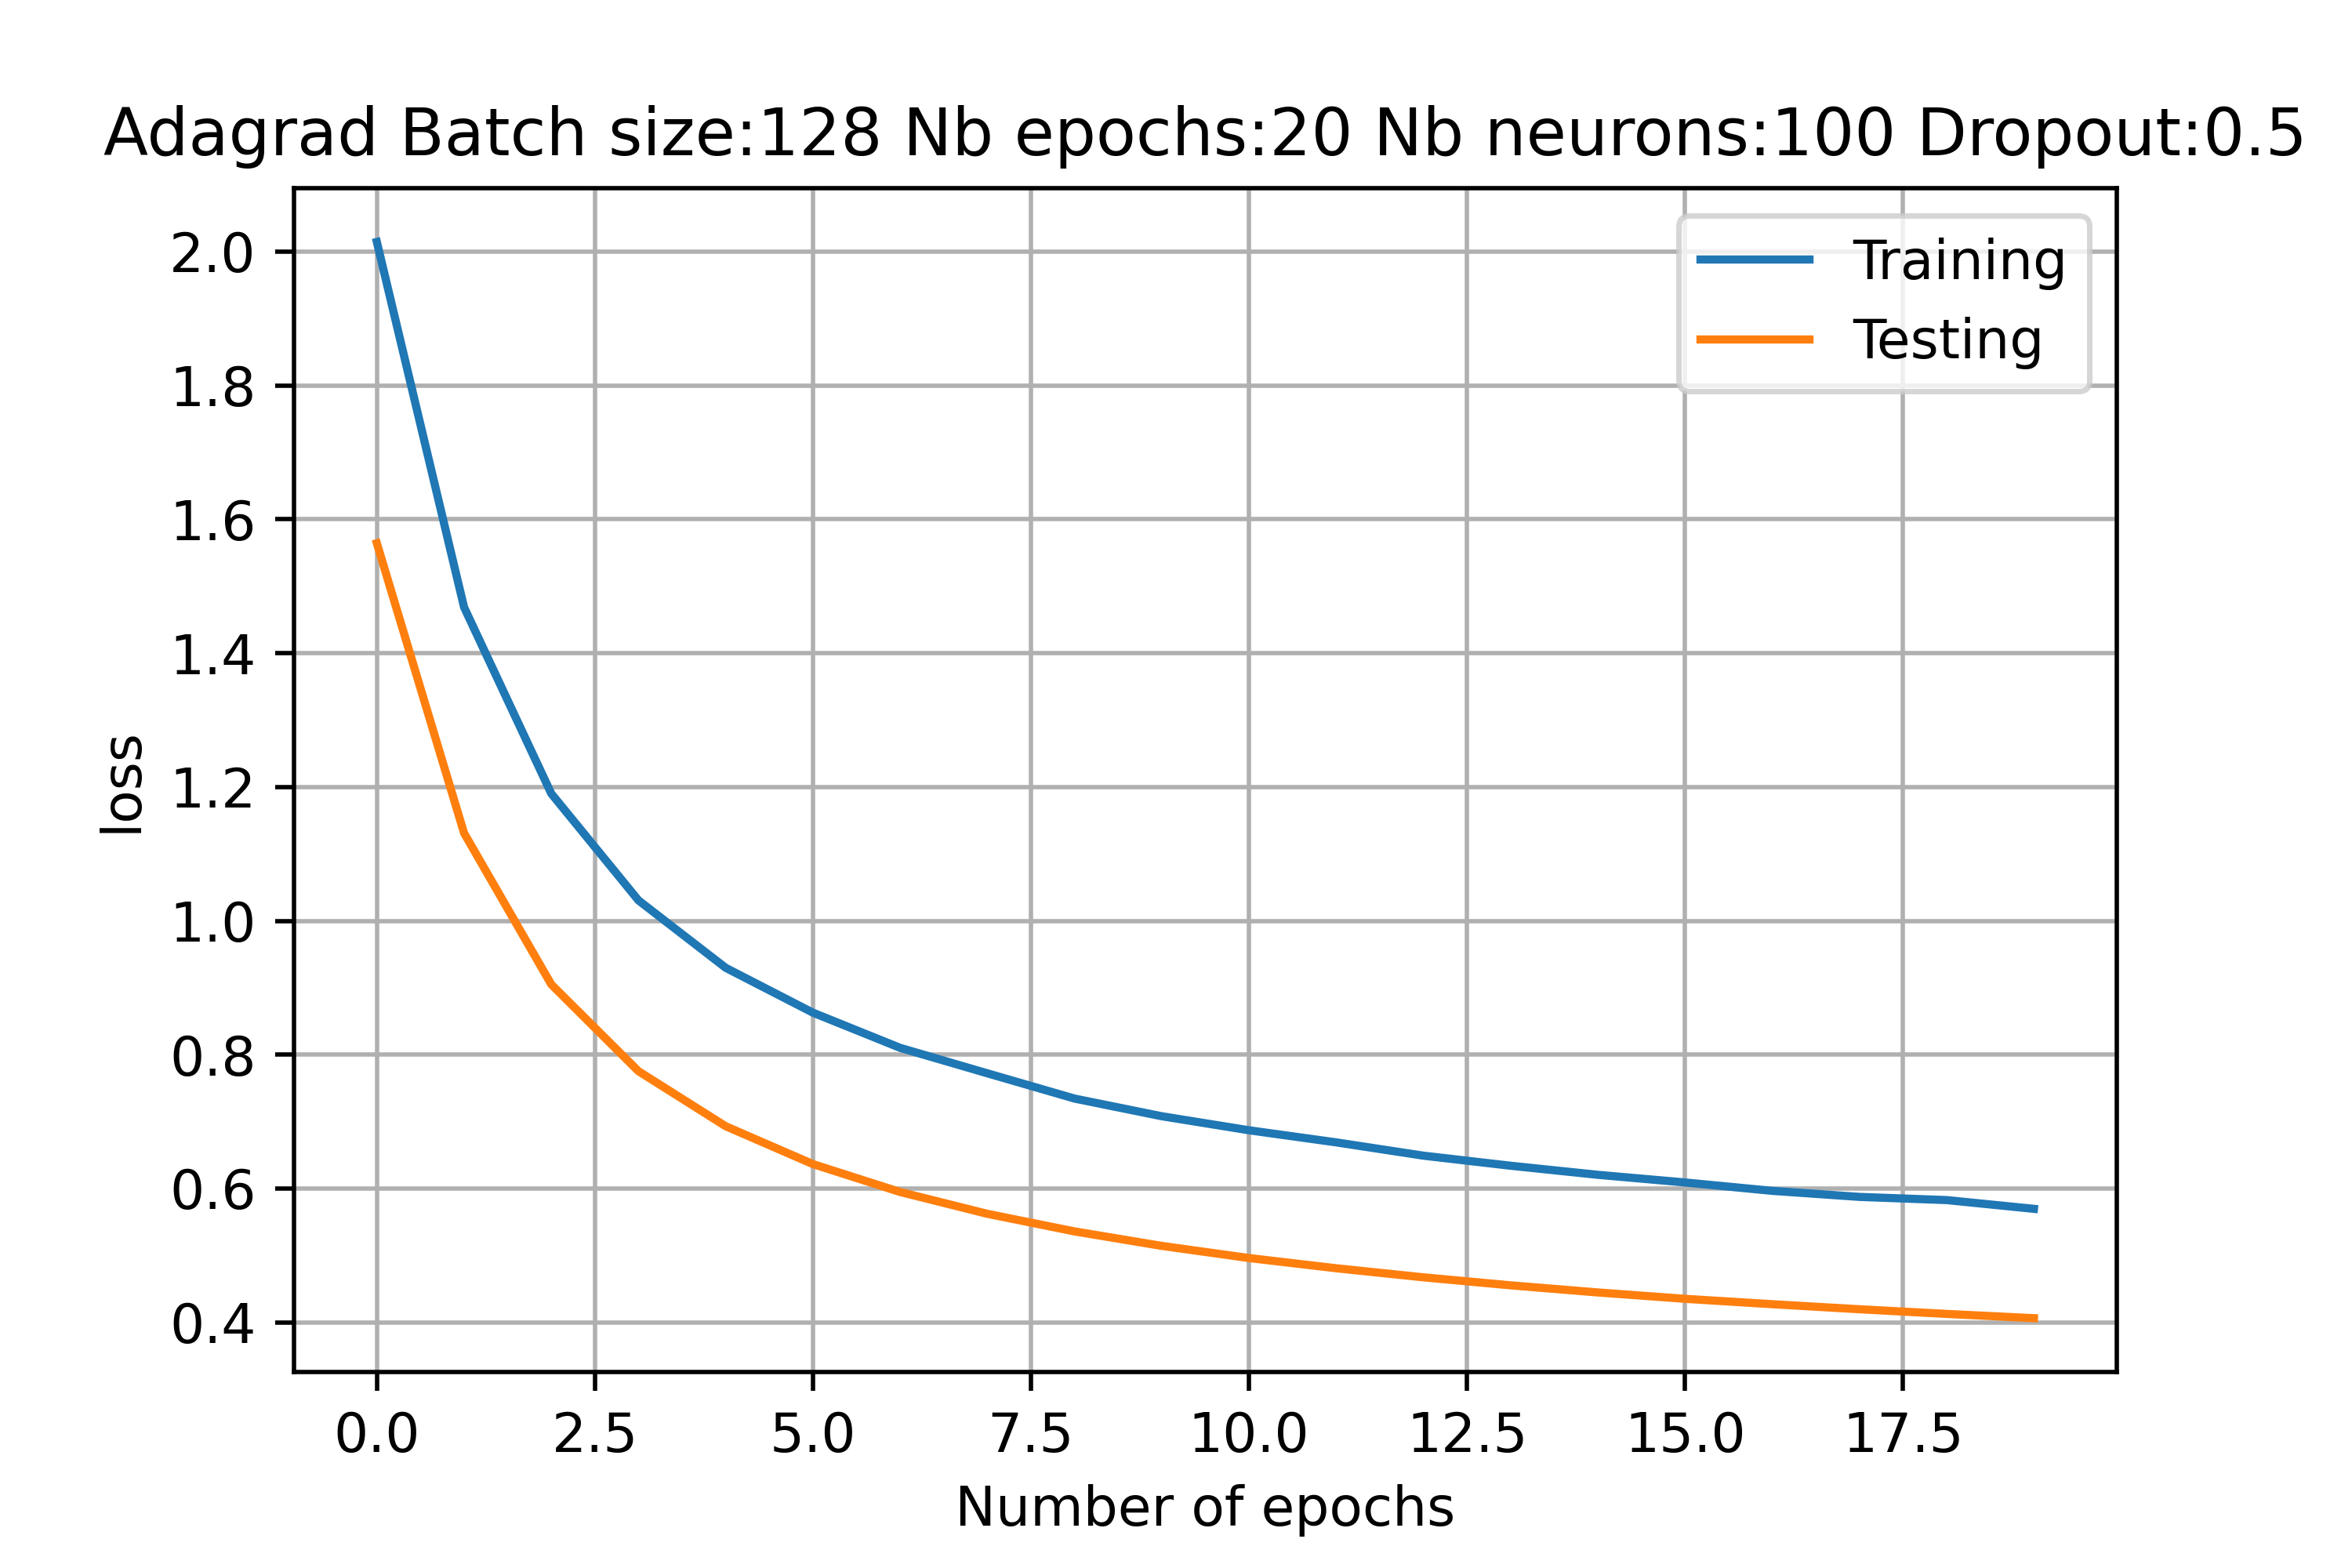 Adagrad Batch size:128 Nb epochs:20 Nb neurons:100 Dropout:0.5
Training
Testing
2.0
1.8
1.6
1.4
1.2
1.0
0.8
0.6
0.4
loss
0.0 2.5 5.0 7.5 10.0 12.5 15.0 17.5
Number of epochs